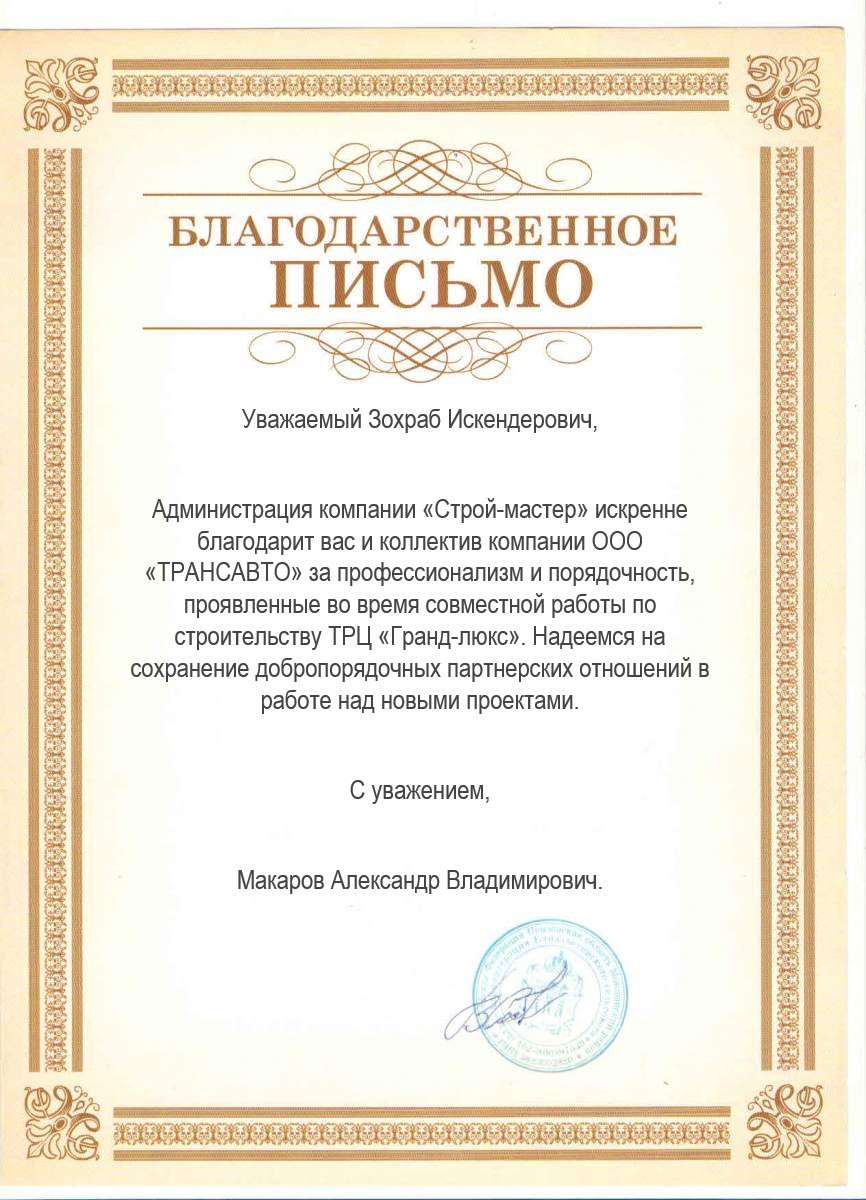 БЛАГОДАРСТВЕННОЕ
ПИСЬМО
Уважаемый Зохраб Искендерович,
Администрация компании «Строй-мастер» искренне
благодарит вас и коллектив компании ООО
«ТРАНСАВТО» за профессионализм и порядочность,
проявленные во время совместной работы по
строительству ТРЦ «Гранд-люкс». Надеемся на
сохранение добропорядочных партнерских отношений в
работе над новыми проектами.
С уважением,
Макаров Александр Владимирович.